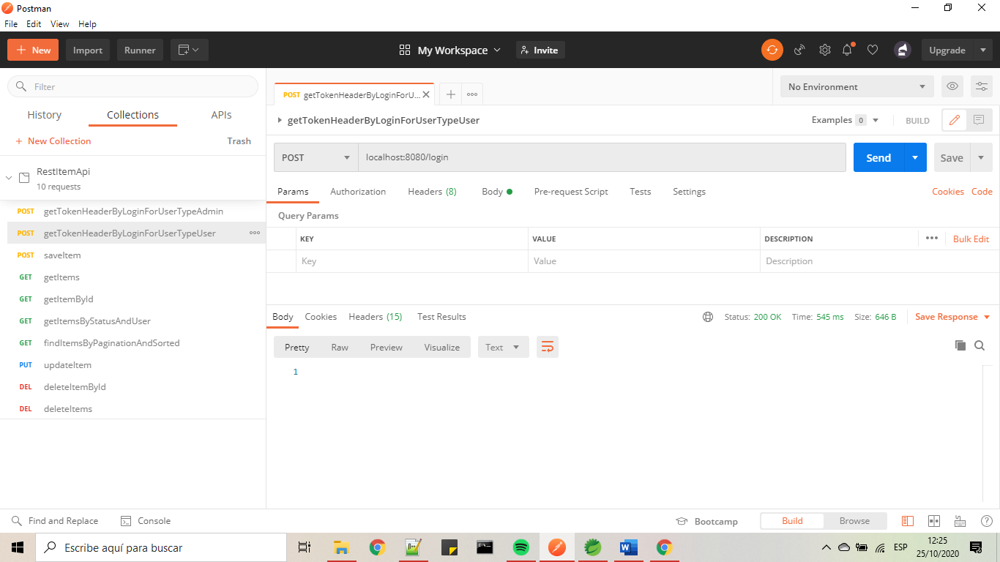 Postman
File Edit View Help
New Import Runner My Workspace Invite Upgrade
Filter
History Collections APIs
+ New Collection Trash
RestItemApi
10 requests
POST getTokenHeaderByLoginForUserTypeAdmin
POST getTokenHeaderByLoginForUserTypeUser
POST saveItem
GET getItems
GET getItemById
GET getItemsByStatusAndUser
GET findItemsByPaginationAndSorted
PUT updateItem
DEL deleteItemById
DEL deleteItems
POST getTokenHeaderByLoginForU...
No Environment
getTokenHeaderByLoginForUserTypeUser
Examples 0 BUILD
POST localhost:8080/login Send Save
Params Authorization Headers (8) Body Pre-request Script Tests Settings Cookies Code
Query Params
KEY VALUE DESCRIPTION Bulk Edit
Key Value Description
Body Cookies Headers (15) Test Results Status: 200 OK Time: 545 ms Size: 646 B Save Response
Pretty Raw Preview Visualize Text
1
Find and Replace Console Bootcamp Build Browse
Escribe aquí para buscar
ESP
12:25
25/10/2020